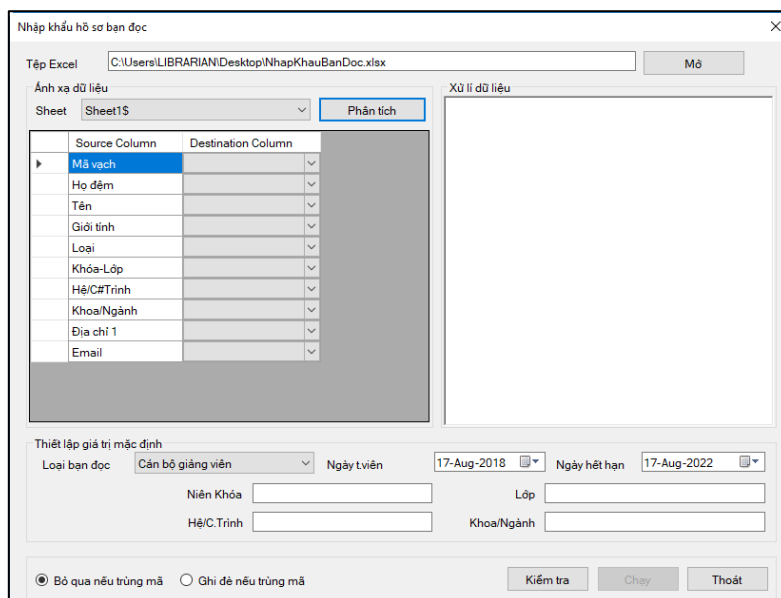 Nhập khẩu hồ sơ bạn đọc
Tệp Excel C:\Users\LIBRARIAN\Desktop\NhapKhauBanDoc.xlsx Mở
Ánh xạ dữ liệu
Xử lí dữ liệu
Sheet Sheet1$ Phân tích
Source Column Destination Column
Mã vạch
Họ đệm
Tên
Giới tính
Loại
Khóa-Lớp
Hệ/C#Trình
Khoa/Ngành
Địa chỉ 1
Email
Thiết lập giá trị mặc định
Loại bạn đọc Cán bộ giảng viên Ngày t.viên 17-Aug-2018 Ngày hết hạn 17-Aug-2022
Niên Khóa Lớp
Hệ/C.Trình Khoa/Ngành
Bỏ qua nếu trùng mã Ghi đè nếu trùng mã Kiểm tra Chạy Thoát